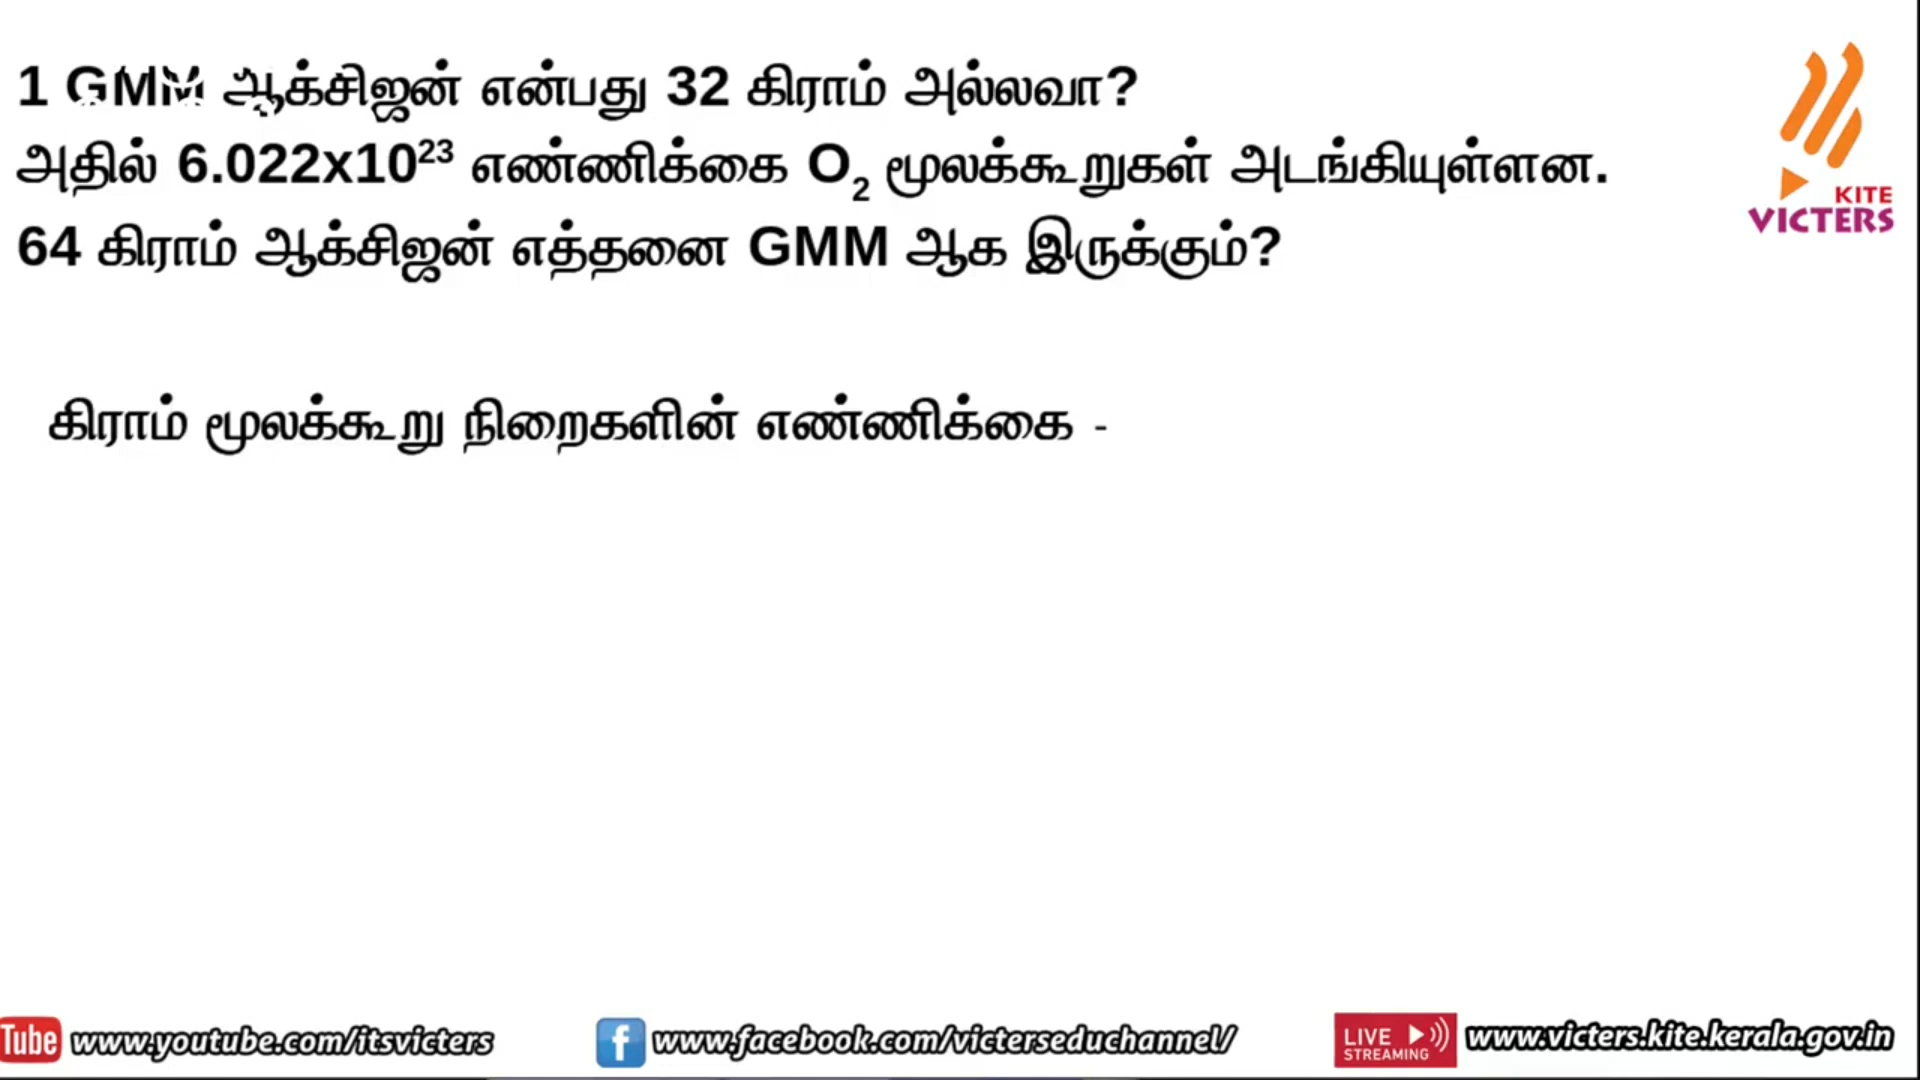 1 GMM ஆக்சிஜன் என்பது 32 கிராம் அல்லவா?
அதில் 6.022x10²³ எண்ணிக்கை O₂ மூலக்கூறுகள் அடங்கியுள்ளன.
64 கிராம் ஆக்சிஜன் எத்தனை GMM ஆக இருக்கும்?
கிராம் மூலக்கூறு நிறைகளின் எண்ணிக்கை -
KITE
VICTERS
Tube www.youtube.com/itsvicters
f www.facebook.com/victerseduchannel/
LIVE STREAMING www.victers.kite.kerala.gov.in